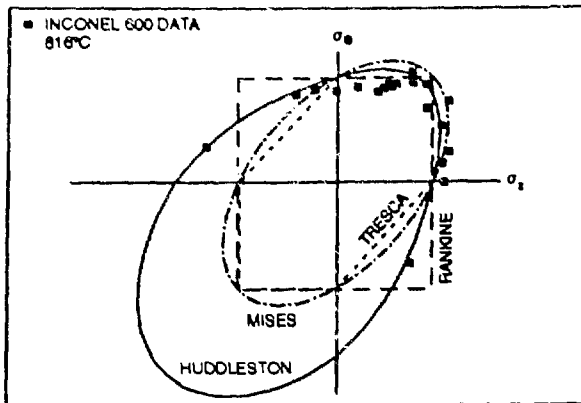 INCONEL 600 DATA
816°C
σθ
σz
TRESCA
RANKINE
MISES
HUDDLESTON